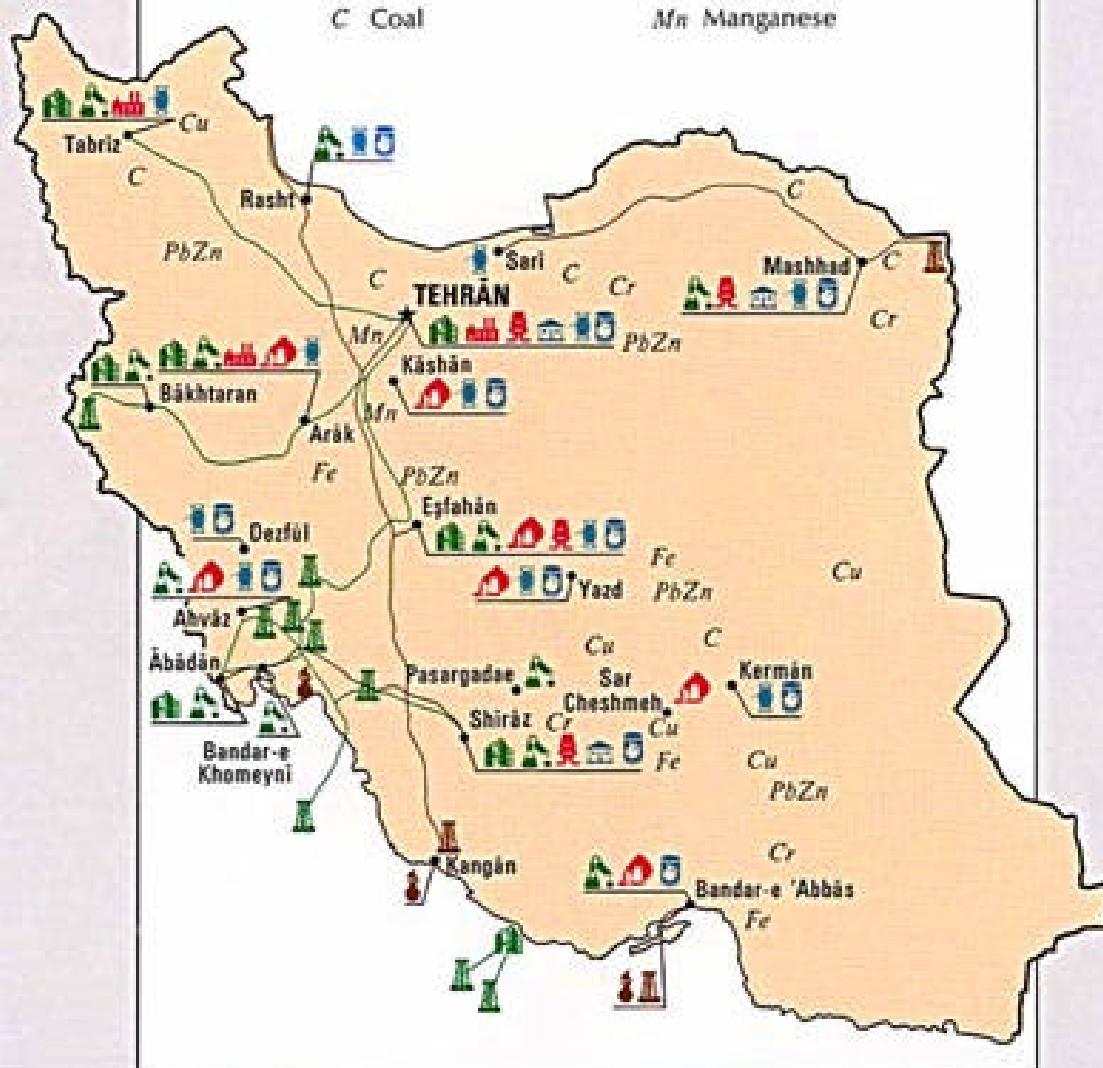 C Coal
Mn Manganese
Cu
Tabriz
C
Rasht
C
PbZn
Sari
C
C
Cr
Mashhad
C
Cr
TEHRĀN
Mn
PbZn
Kāshān
Bākhtaran
Mn
Arāk
Fe
PbZn
Eşfahān
Dezfūl
Fe
Cu
Yazd
PbZn
Ahvāz
Cu
C
Ābādān
Pasargadae
Sar
Cheshmeh
Kermān
Shīrāz
Cr
Cu
Bandar-e
Khomeynī
Fe
Cu
PbZn
Cr
Kangān
Bandar-e 'Abbās
Fe